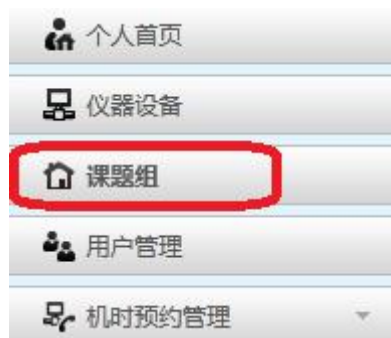 个人首页
仪器设备
课题组
用户管理
机时预约管理